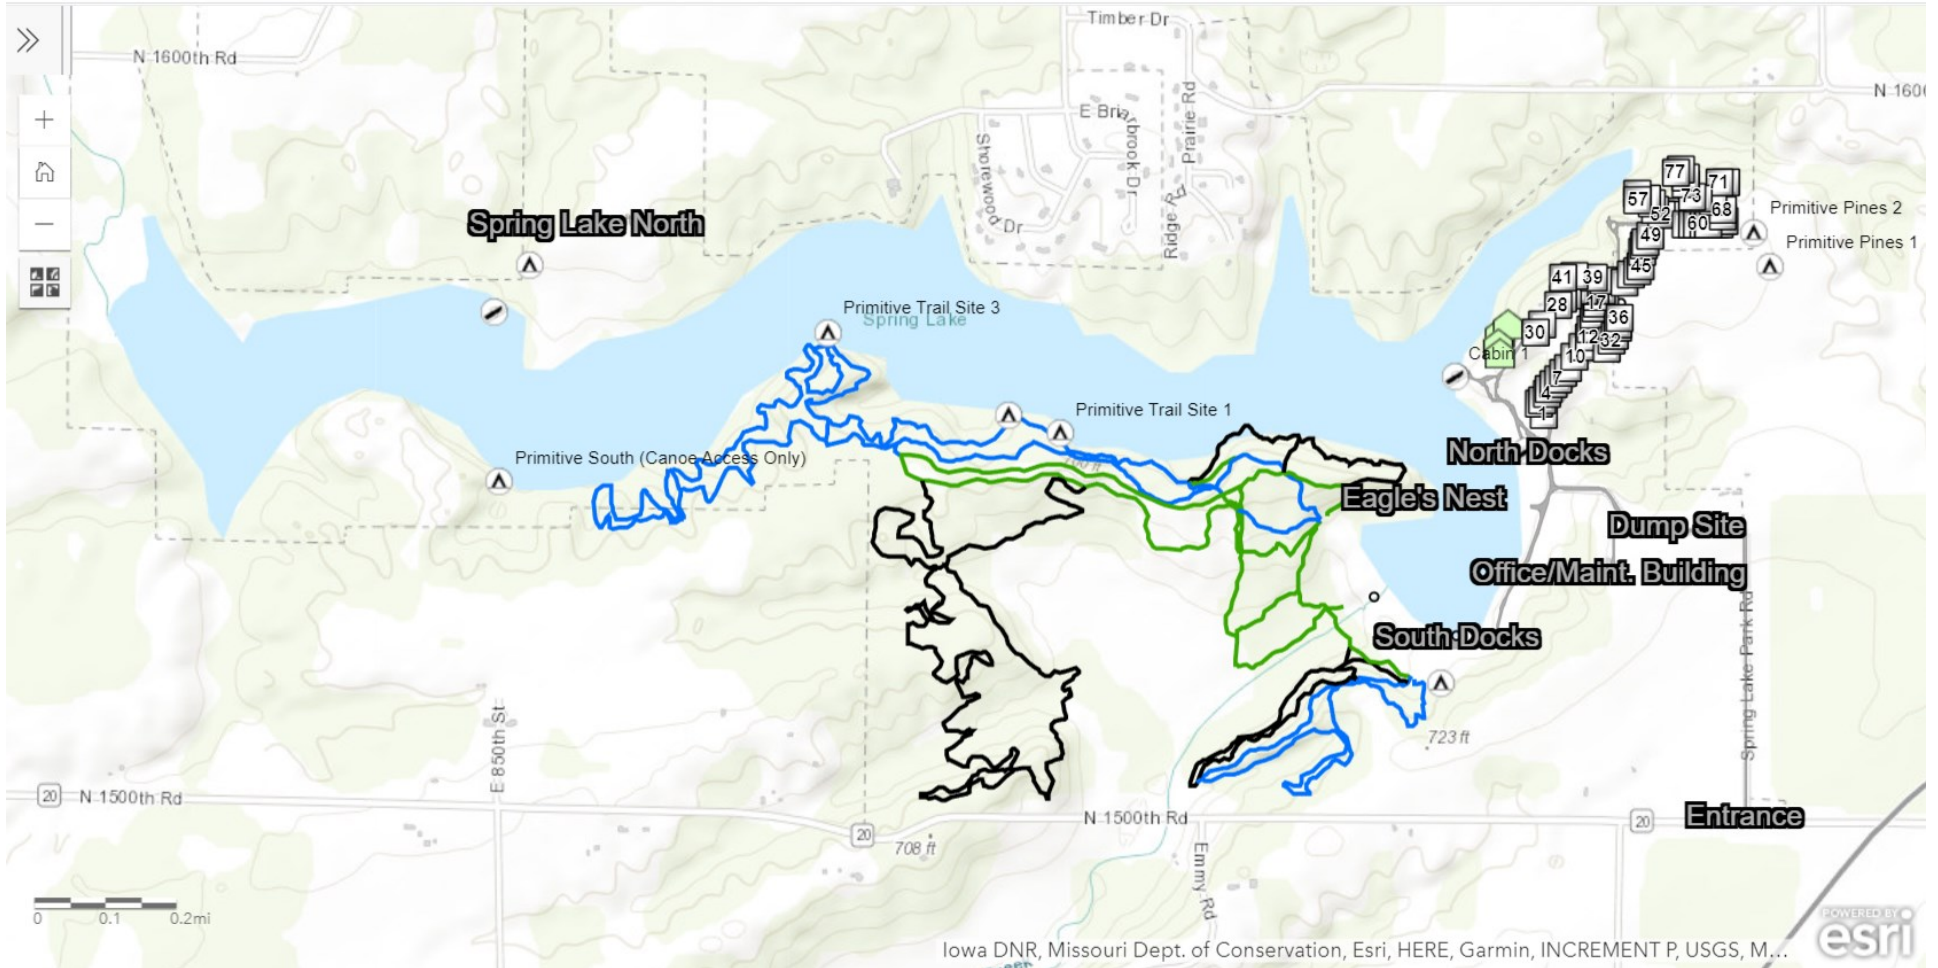 Timber Dr
N 1600th Rd
N 160
E Bri
arbrook Dr
Prairie Rd
Shorewood Dr
Ridge Rd
77
71
57
73
52
68
60
49
Primitive Pines 2
Primitive Pines 1
Spring Lake North
45
41
39
28
17
36
30
12
32
10
Cabin 1
7
4
1
Primitive Trail Site 3
Spring Lake
Primitive Trail Site 1
Primitive South (Canoe Access Only)
North Docks
Eagle's Nest
Dump Site
Office/Maint. Building
South Docks
Spring Lake Park Rd
723 ft
E 850th St
20
N 1500th Rd
N 1500th Rd
20
Entrance
20
708 ft
Emmy Rd
0
0.1
0.2mi
POWERED BY
esri
Iowa DNR, Missouri Dept. of Conservation, Esri, HERE, Garmin, INCREMENT P, USGS, M...